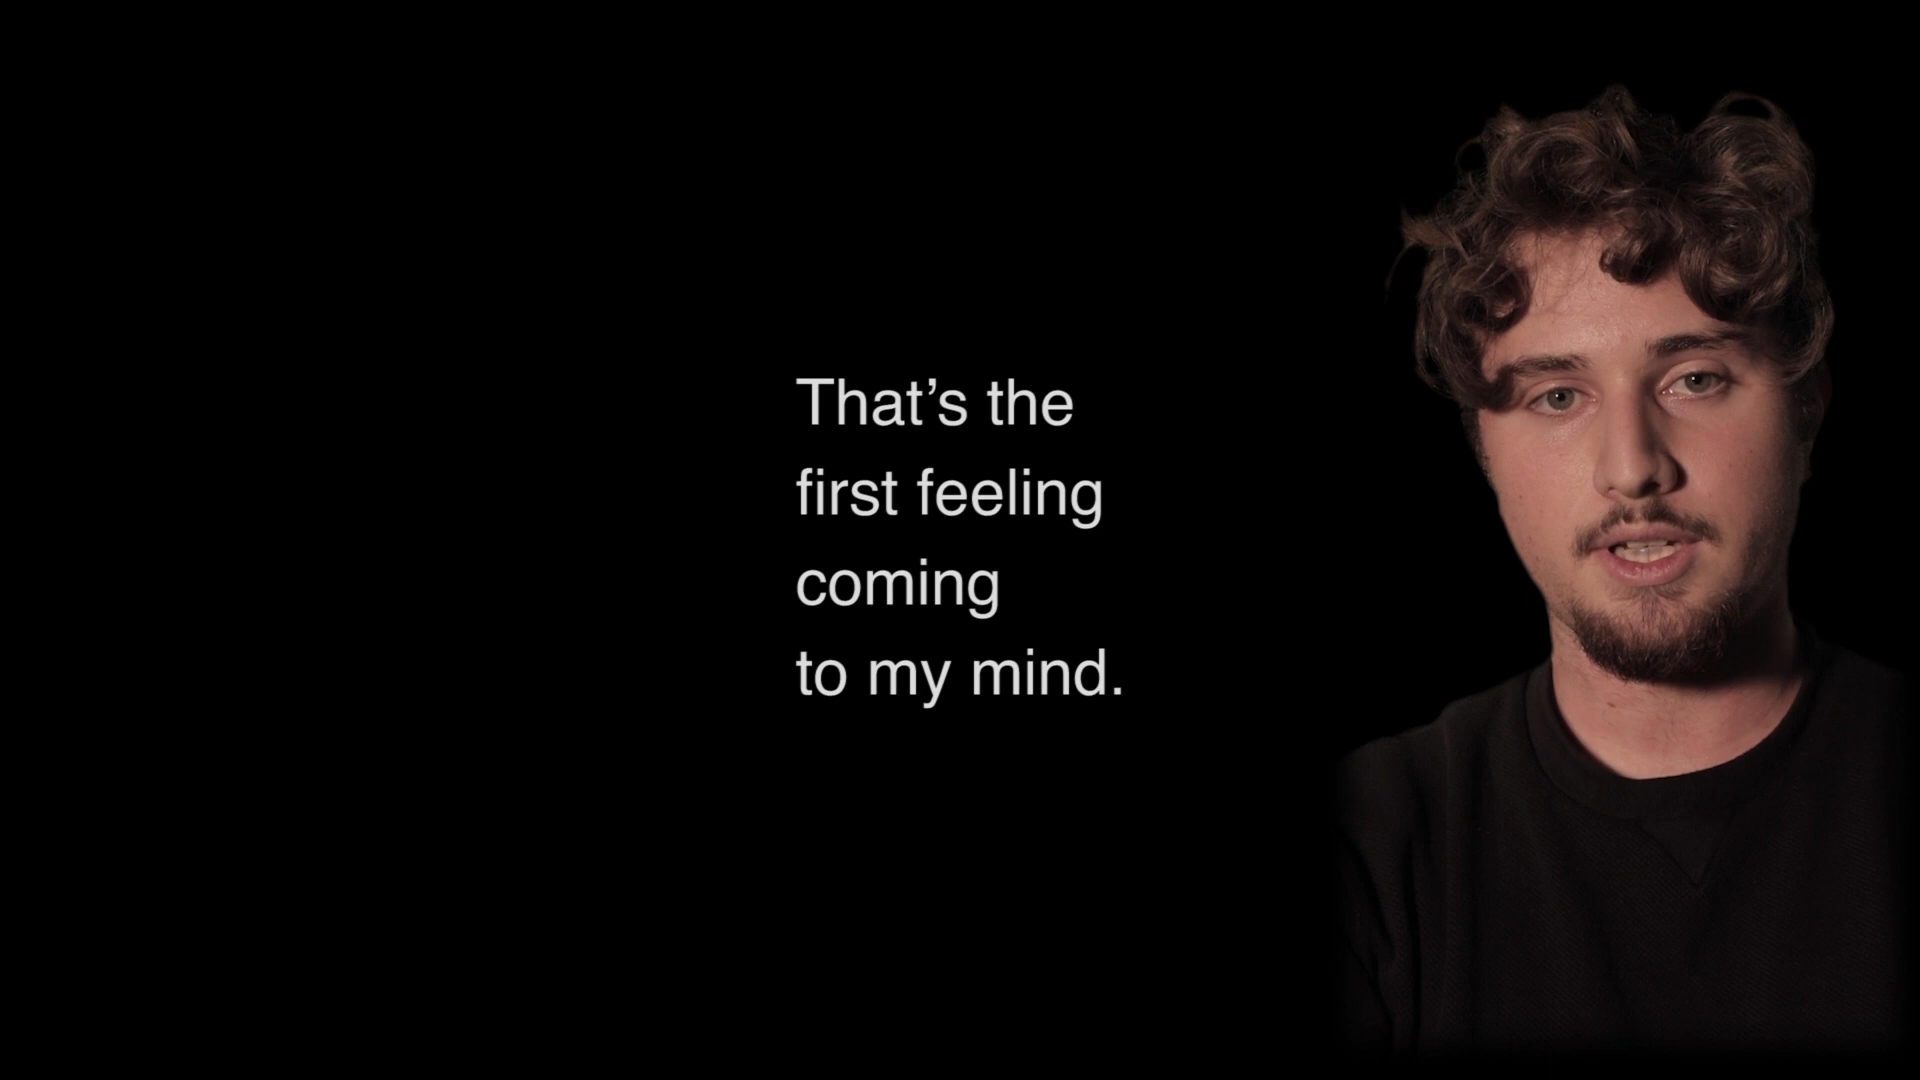 That’s the
first feeling
coming
to my mind.